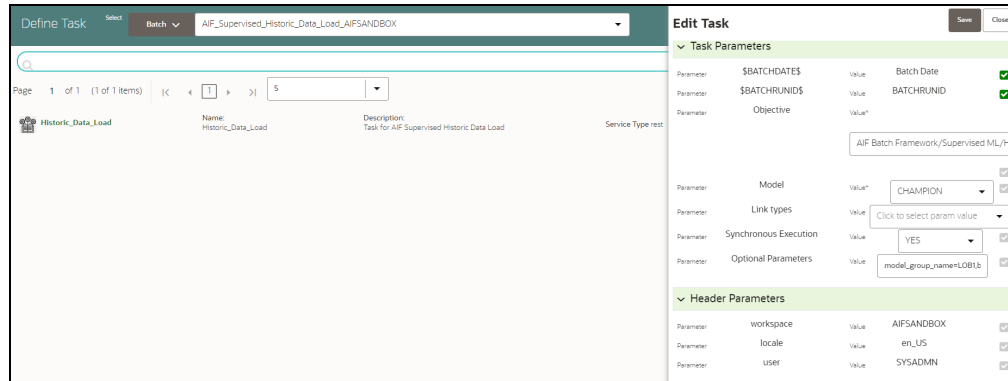 Define Task Select Batch AIF_Supervised_Historic_Data_Load_AIFSANDBOX
Page 1 of 1 (1 of 1 items) 1 5
Historic_Data_Load Name: Description: Service Type rest
Historic_Data_Load Task for AIF Supervised Historic Data Load
Edit Task Save Close
Task Parameters
Parameter $BATCHDATE$ Value Batch Date
Parameter $BATCHRUNID$ Value BATCHRUNID
Parameter Objective Value*
AIF Batch Framework/Supervised ML/H
Parameter Model Value* CHAMPION
Parameter Link types Value Click to select param value
Parameter Synchronous Execution Value YES
Parameter Optional Parameters Value model_group_name=LOB1,b
Header Parameters
Parameter workspace Value AIFSANDBOX
Parameter locale Value en_US
Parameter user Value SYSADMN